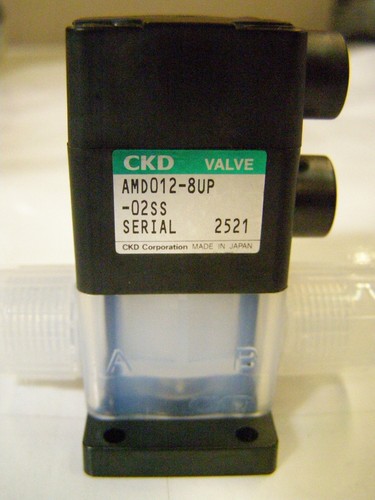 CKD VALVE
AMD012-8UP
-02SS
SERIAL 2521
CKD Corporation MADE IN JAPAN
A B